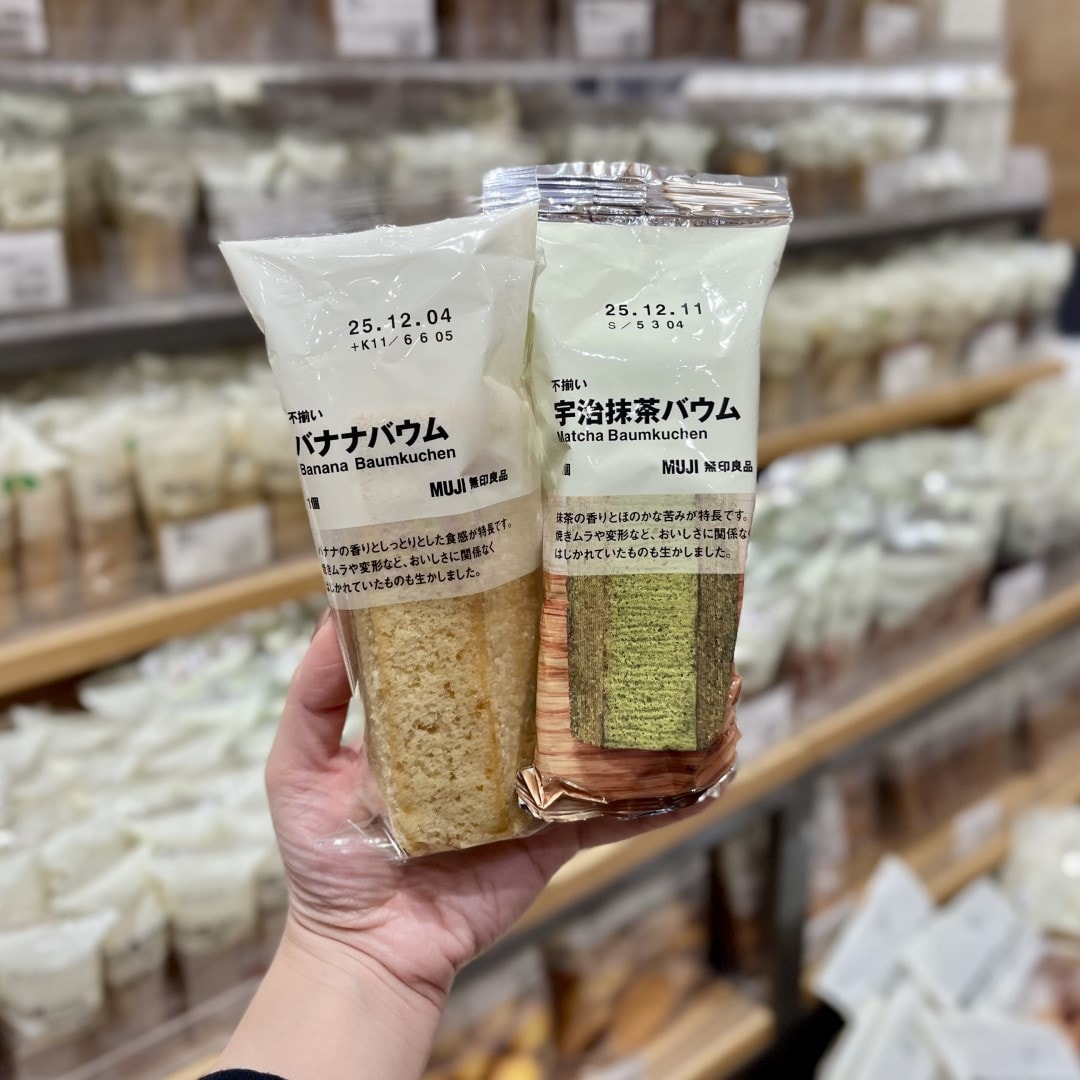 25.12.04
+K11/6605
不揃い
バナナバウム
Banana Baumkuchen
1個
MUJI 無印良品
バナナの香りとしっとりとした食感が特長です。
焼きムラや変形など、おいしさに関係なく
はじかれていたものも生かしました。
25.12.11
S/5304
不揃い
宇治抹茶バウム
Matcha Baumkuchen
個
MUJI 無印良品
抹茶の香りとほのかな苦みが特長です。
焼きムラや変形など、おいしさに関係なく
はじかれていたものも生かしました。